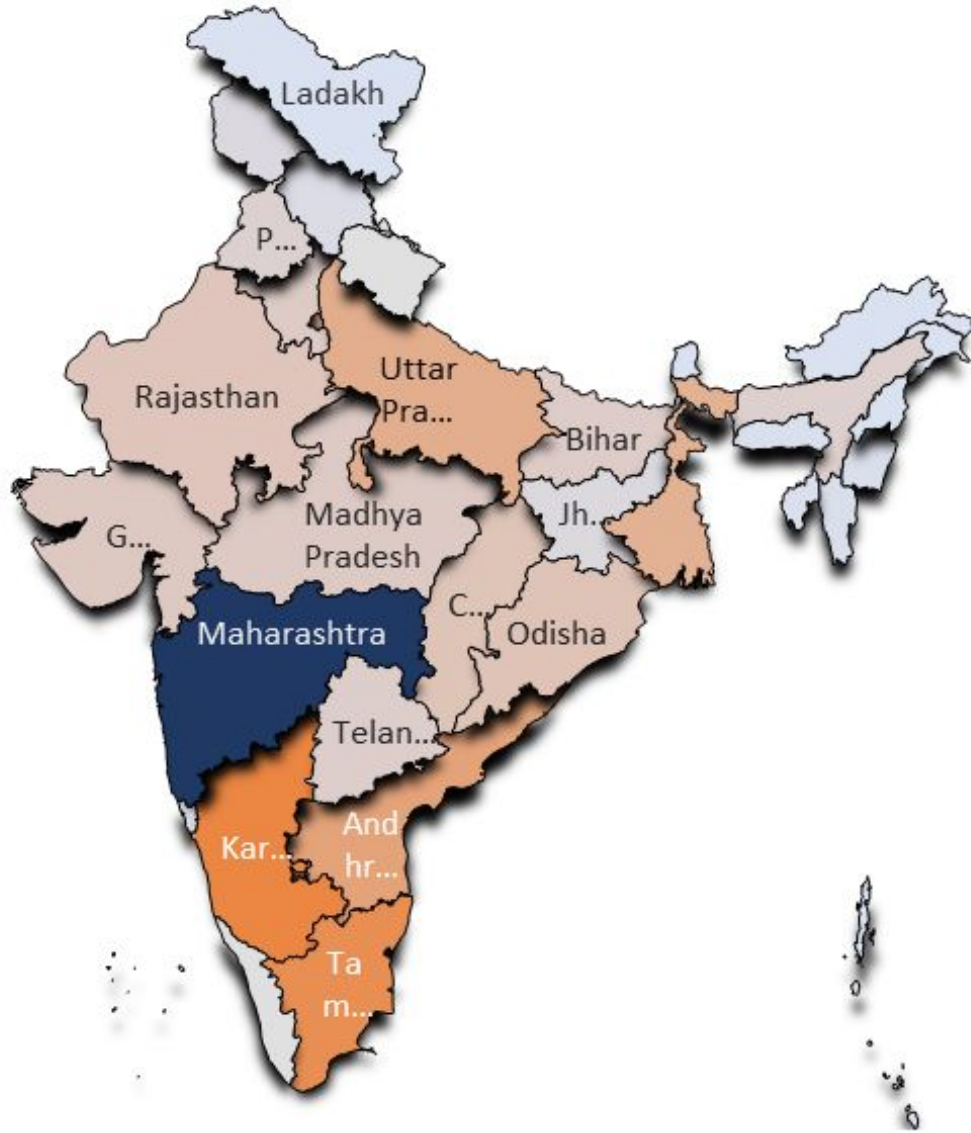 Ladakh
P...
Rajasthan
Uttar
Pra...
Bihar
G...
Madhya
Pradesh
Jh...
Maharashtra
C...
Odisha
Telan...
Kar...
And
hr...
Ta
m...